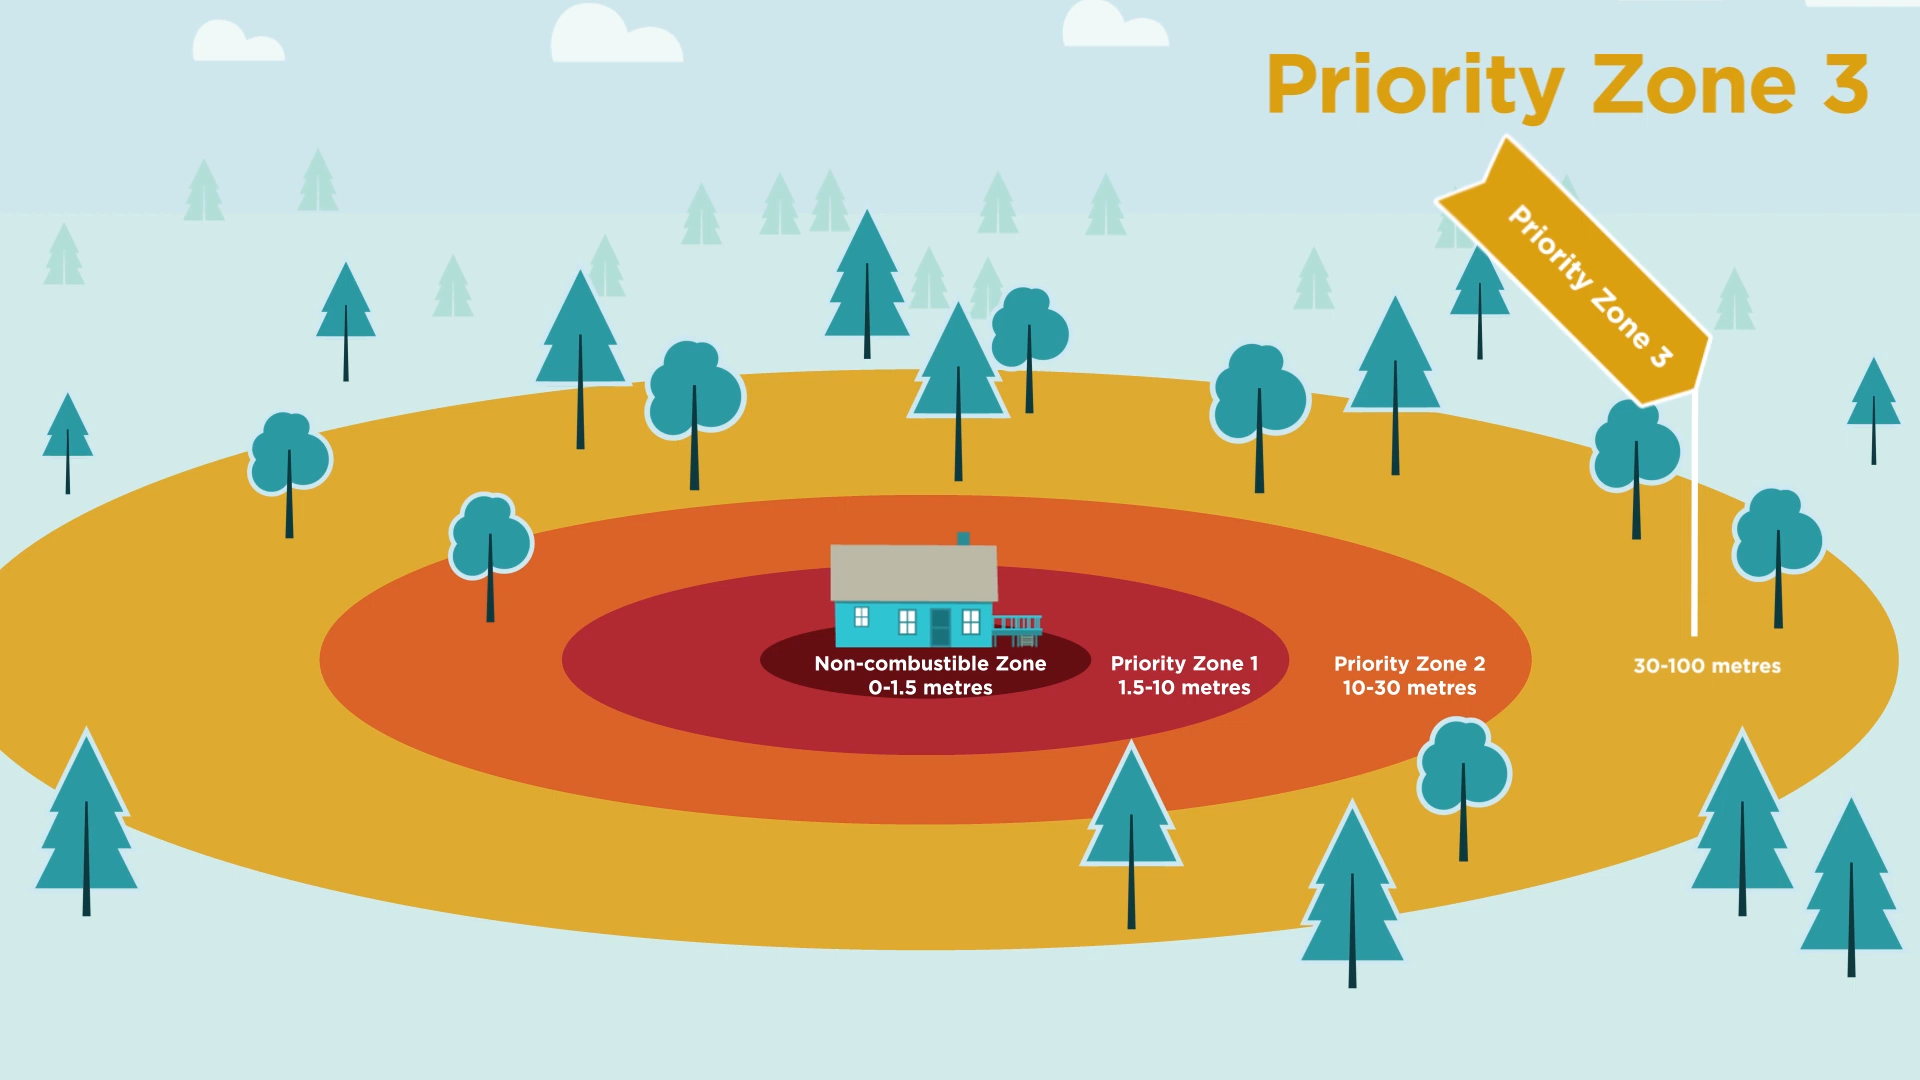 Priority Zone 3
Priority Zone 3
Non-combustible Zone
0-1.5 metres
Priority Zone 1
1.5-10 metres
Priority Zone 2
10-30 metres
30-100 metres